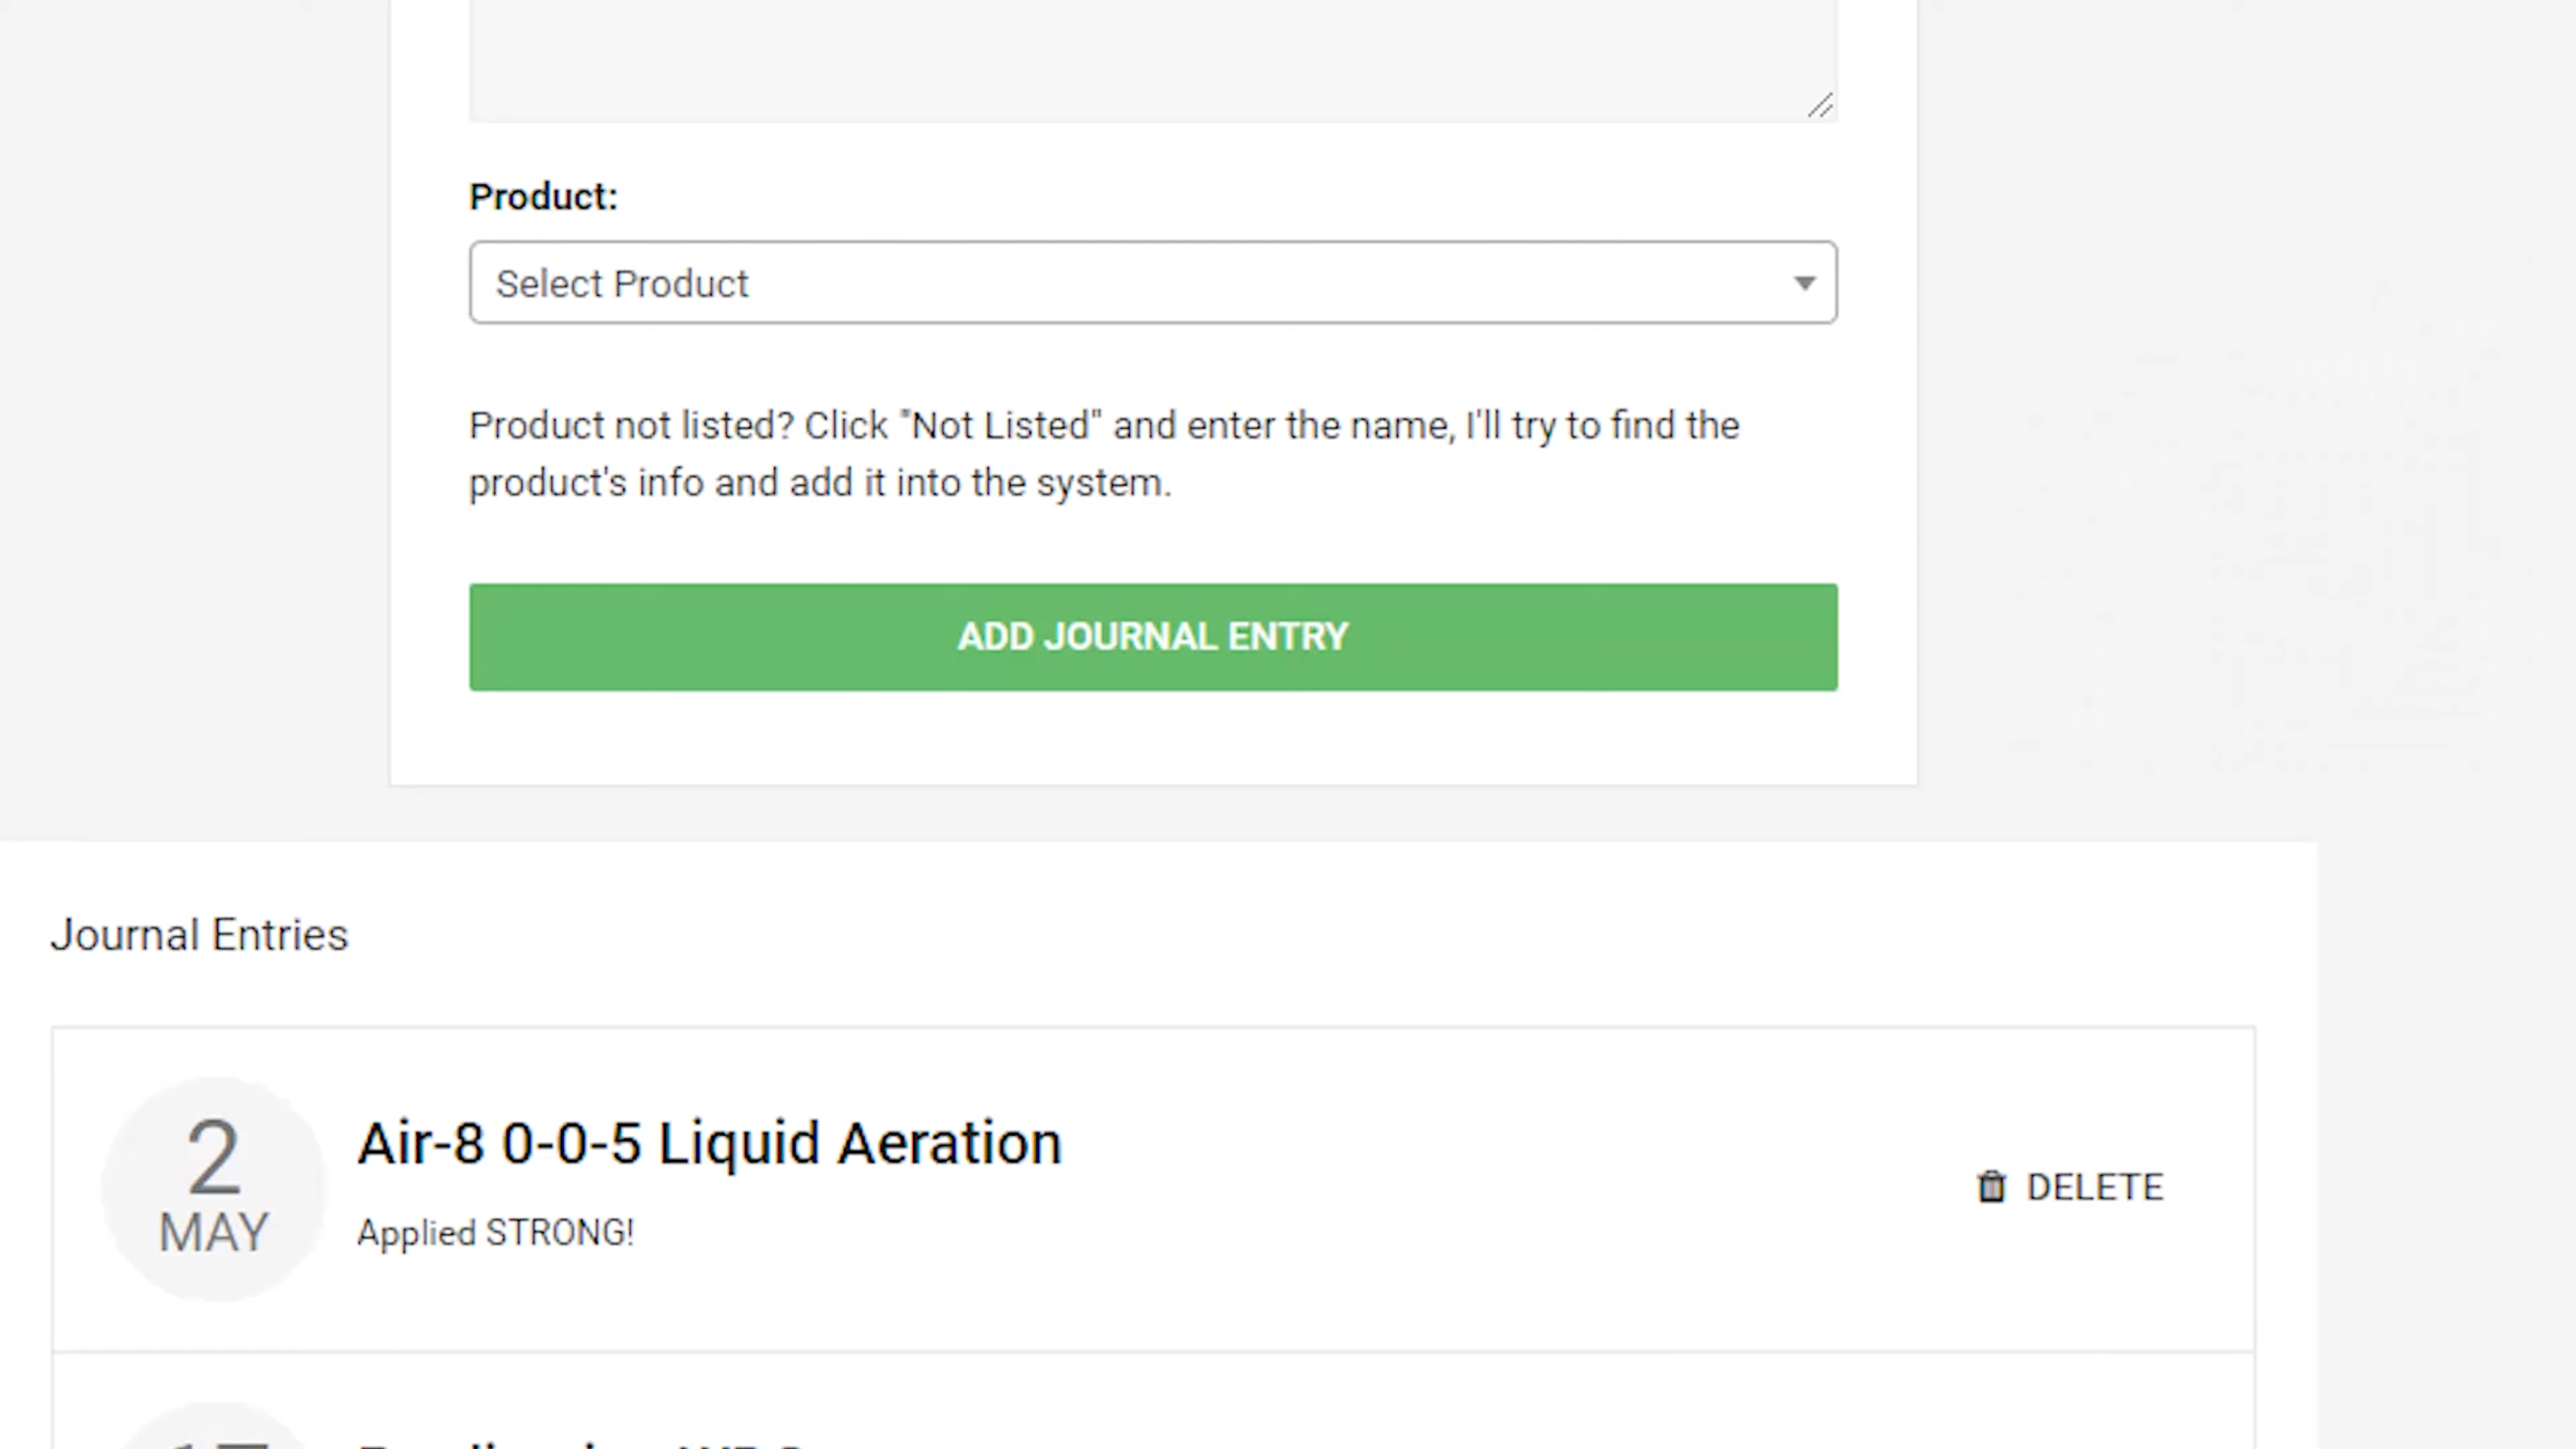 Product:
Select Product
Product not listed? Click "Not Listed" and enter the name, I'll try to find the
product's info and add it into the system.
ADD JOURNAL ENTRY
Journal Entries
2
MAY
Air-8 0-0-5 Liquid Aeration
Applied STRONG!
DELETE